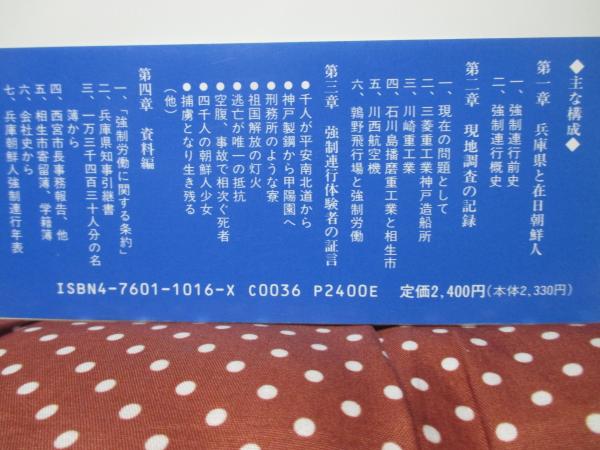 ◆主な構成◆
第一章　兵庫県と在日朝鮮人
一、強制連行前史
二、強制連行概史
第二章　現地調査の記録
一、現在の問題として
二、三菱重工業神戸造船所
三、川崎重工業
四、石川島播磨重工業と相生市
五、川西航空機
六、鶉野飛行場と強制労働
第三章　強制連行体験者の証言
●千人が平安南北道から
●神戸製鋼から甲陽園へ
●刑務所のような寮
●祖国解放の灯火
●逃亡が唯一の抵抗
●空腹、事故で相次ぐ死者
●四千人の朝鮮人少女
●捕虜となり生き残る
（他）
第四章　資料編
一、「強制労働に関する条約」
二、兵庫県知事引継書
三、一万三千四百三十人分の名
簿から
四、西宮市長事務報告、他
五、相生市寄留簿、学籍簿
六、会社史から
七、兵庫朝鮮人強制連行年表
ISBN4-7601-1016-X C0036 P2400E 定価2,400円(本体2,330円)